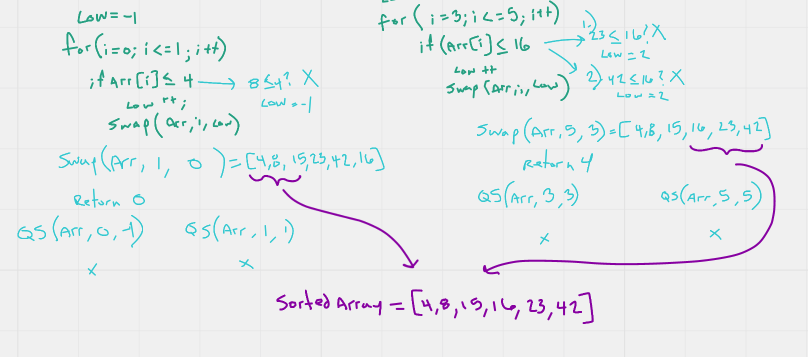 Low=-1
for(i=0; i<=1; i++)
if Arr[i]≤ 4 → 8≤4? X
Low ++; Low=-1
Swap(Arr,i,Low)
Swap(Arr, 1, 0)=[4,8,15,23,42,16]
Return 0
QS(Arr,0,-1) QS(Arr,1,1)
x x
for(i=3; i<=5; i++)
if(Arr[i]≤ 16
Low ++
Swap(Arr,i,Low)
1.) 23≤16? X
Low=2
2.) 42≤16? X
Low=2
Swap(Arr,5,3)=[4,8,15,16,23,42]
Return 4
QS(Arr,3,3) QS(Arr,5,5)
x x
Sorted Array = [4,8,15,16,23,42]